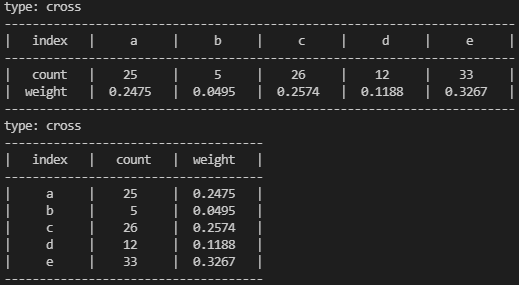 type: cross
---------------------------------------------------------------------------
|   index   |     a     |     b     |     c     |     d     |     e     |
---------------------------------------------------------------------------
|   count   |    25     |     5     |    26     |    12     |    33     |
|  weight   |  0.2475   |  0.0495   |  0.2574   |  0.1188   |  0.3267   |
---------------------------------------------------------------------------
type: cross
-------------------------------------
|   index   |   count   |  weight   |
-------------------------------------
|     a     |    25     |  0.2475   |
|     b     |     5     |  0.0495   |
|     c     |    26     |  0.2574   |
|     d     |    12     |  0.1188   |
|     e     |    33     |  0.3267   |
-------------------------------------